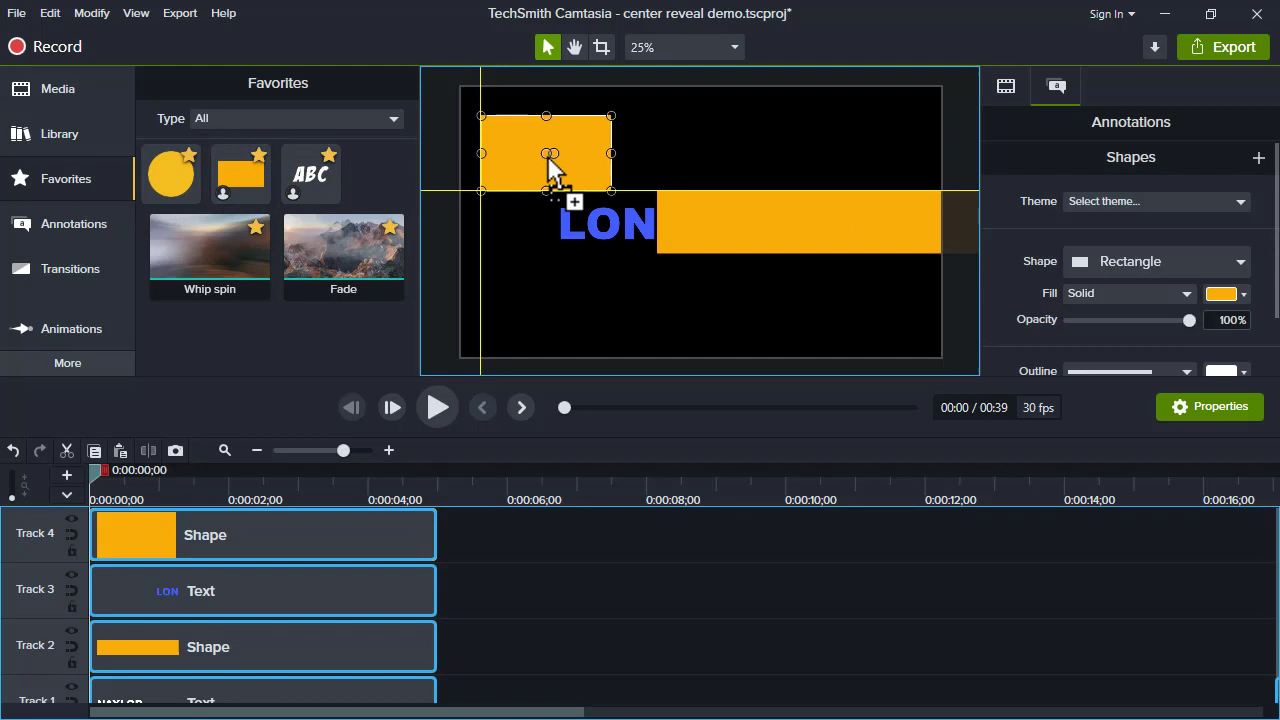 File Edit Modify View Export Help TechSmith Camtasia - center reveal demo.tscproj* Sign In
Record 25% Export
Media
Library
Favorites
Annotations
Transitions
Animations
More
Favorites
Type All
ABC
Whip spin Fade
LON
Annotations
Shapes
Theme Select theme...
Shape Rectangle
Fill Solid
Opacity 100%
Outline
00:00 / 00:39 30 fps
Properties
0:00:00;00
0:00:00;00 0:00:02;00 0:00:04;00 0:00:06;00 0:00:08;00 0:00:10;00 0:00:12;00 0:00:14;00 0:00:16;00
Track 4 Shape
Track 3 LON Text
Track 2 Shape
Track 1 NAYLOR Text